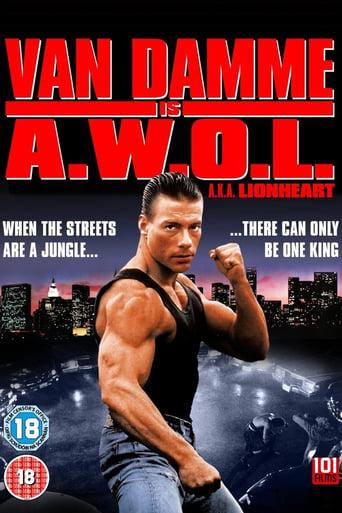 VAN DAMME
IS
A.W.O.L.
A.K.A. LIONHEART
WHEN THE STREETS
ARE A JUNGLE...
...THERE CAN ONLY
BE ONE KING
18
18
101
FILMS